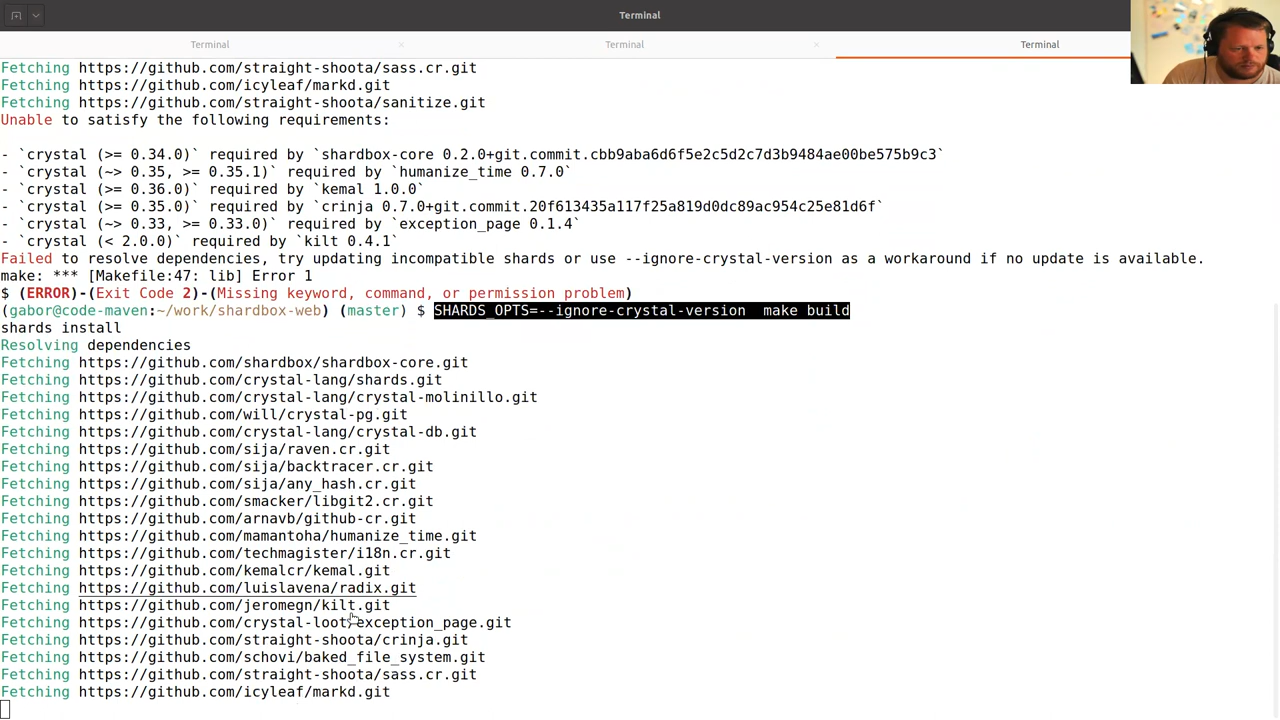 Terminal
Terminal
Terminal
Terminal
Fetching https://github.com/straight-shoota/sass.cr.git
Fetching https://github.com/icyleaf/markd.git
Fetching https://github.com/straight-shoota/sanitize.git
Unable to satisfy the following requirements:
- `crystal (>= 0.34.0)` required by `shardbox-core 0.2.0+git.commit.cbb9aba6d6f5e2c5d2c7d3b9484ae00be575b9c3`
- `crystal (~> 0.35, >= 0.35.1)` required by `humanize_time 0.7.0`
- `crystal (>= 0.36.0)` required by `kemal 1.0.0`
- `crystal (>= 0.35.0)` required by `crinja 0.7.0+git.commit.20f613435a117f25a819d0dc89ac954c25e81d6f`
- `crystal (~> 0.33, >= 0.33.0)` required by `exception_page 0.1.4`
- `crystal (< 2.0.0)` required by `kilt 0.4.1`
Failed to resolve dependencies, try updating incompatible shards or use --ignore-crystal-version as a workaround if no update is available.
make: *** [Makefile:47: lib] Error 1
$ (ERROR)-(Exit Code 2)-(Missing keyword, command, or permission problem)
(gabor@code-maven:~/work/shardbox-web) (master) $ SHARDS_OPTS=--ignore-crystal-version  make build
shards install
Resolving dependencies
Fetching https://github.com/shardbox/shardbox-core.git
Fetching https://github.com/crystal-lang/shards.git
Fetching https://github.com/crystal-lang/crystal-molinillo.git
Fetching https://github.com/will/crystal-pg.git
Fetching https://github.com/crystal-lang/crystal-db.git
Fetching https://github.com/sija/raven.cr.git
Fetching https://github.com/sija/backtracer.cr.git
Fetching https://github.com/sija/any_hash.cr.git
Fetching https://github.com/smacker/libgit2.cr.git
Fetching https://github.com/arnavb/github-cr.git
Fetching https://github.com/mamantoha/humanize_time.git
Fetching https://github.com/techmagister/i18n.cr.git
Fetching https://github.com/kemalcr/kemal.git
Fetching https://github.com/luislavena/radix.git
Fetching https://github.com/jeromegn/kilt.git
Fetching https://github.com/crystal-loot/exception_page.git
Fetching https://github.com/straight-shoota/crinja.git
Fetching https://github.com/schovi/baked_file_system.git
Fetching https://github.com/straight-shoota/sass.cr.git
Fetching https://github.com/icyleaf/markd.git